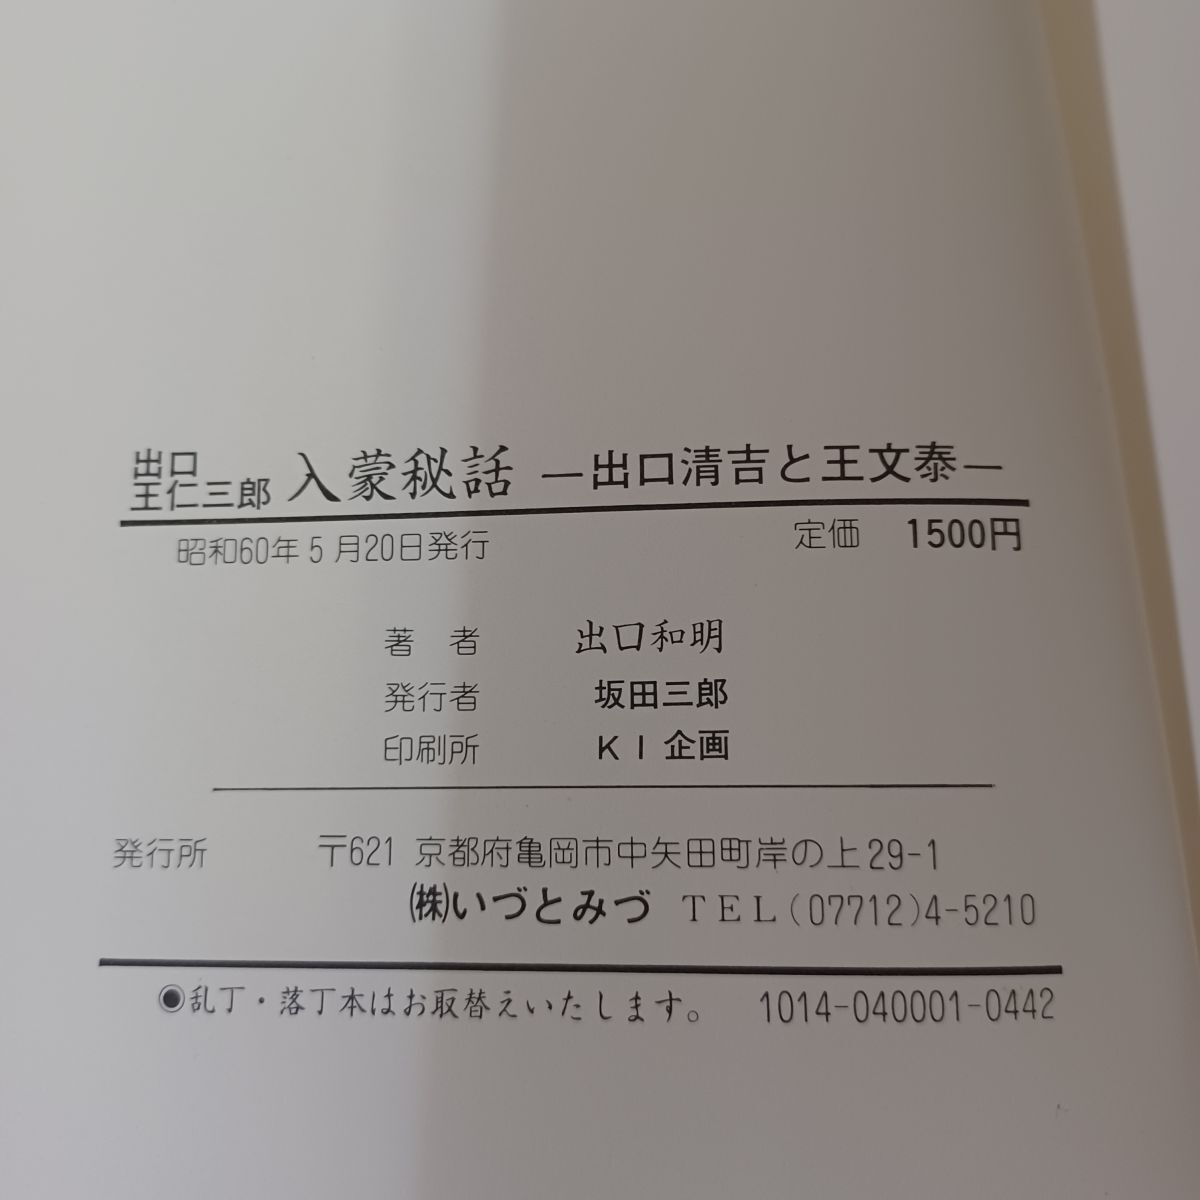 出口王仁三郎 入蒙秘話 ―出口清吉と王文泰―
昭和60年5月20日発行 定価 1500円
著 者 出口和明
発行者 坂田三郎
印刷所 KI企画
発行所 〒621 京都府亀岡市中矢田町岸の上29-1
㈱いづとみづ TEL(07712)4-5210
◉乱丁・落丁本はお取替えいたします。 1014-040001-0442